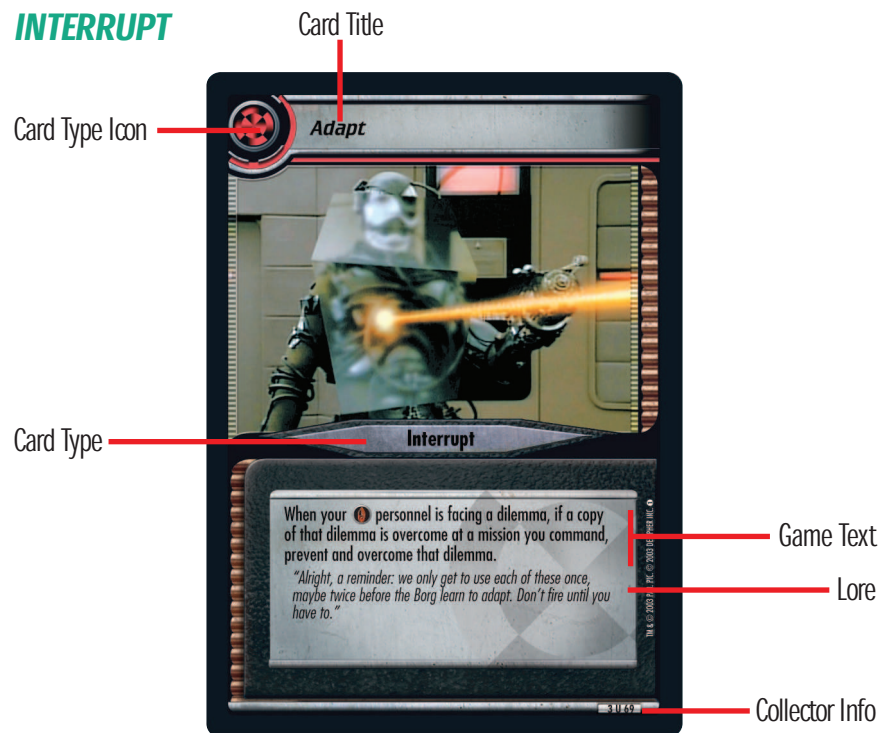 INTERRUPT
Card Title
Card Type Icon
Adapt
Card Type
Interrupt
When your personnel is facing a dilemma, if a copy
of that dilemma is overcome at a mission you command,
prevent and overcome that dilemma.
Game Text
"Alright, a reminder: we only get to use each of these once,
maybe twice before the Borg learn to adapt. Don't fire until you
have to."
Lore
3 U 69
Collector Info